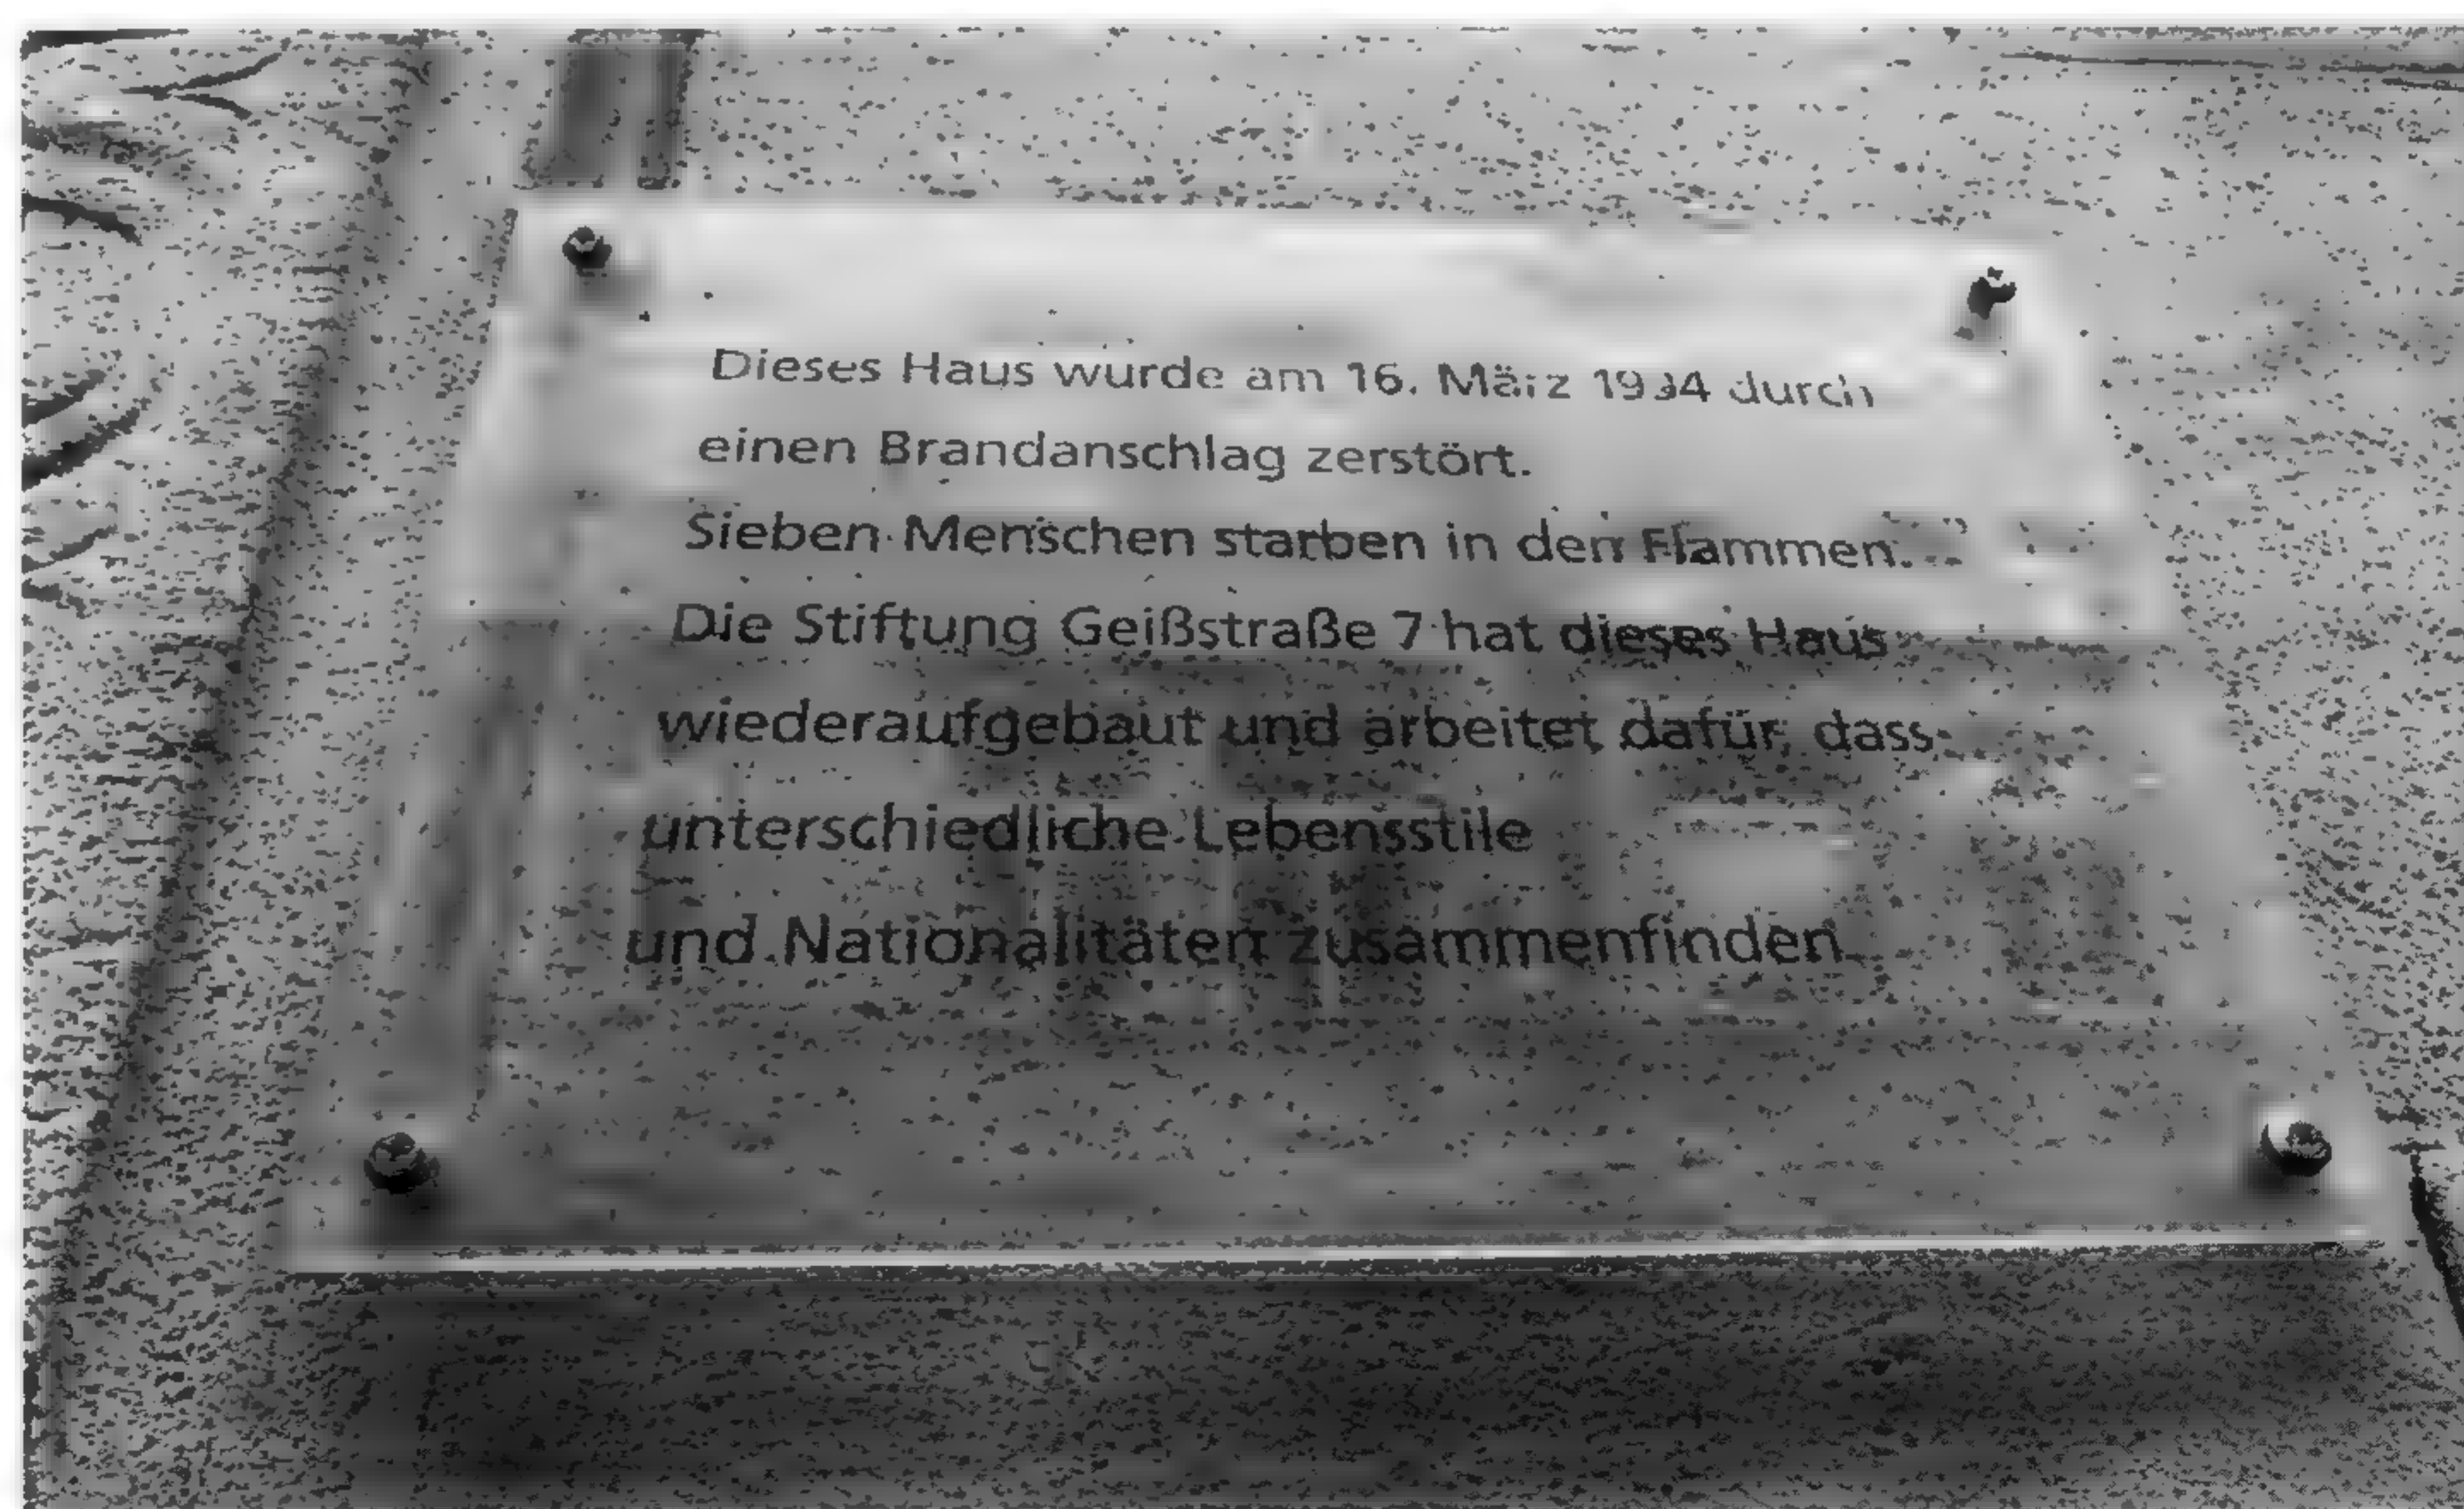 Dieses Haus wurde am 16. März 1994 durch
einen Brandanschlag zerstört.
Sieben Menschen starben in den Flammen.
Die Stiftung Geißstraße 7 hat dieses Haus
wiederaufgebaut und arbeitet dafür, dass
unterschiedliche Lebensstile
und Nationalitäten zusammenfinden.